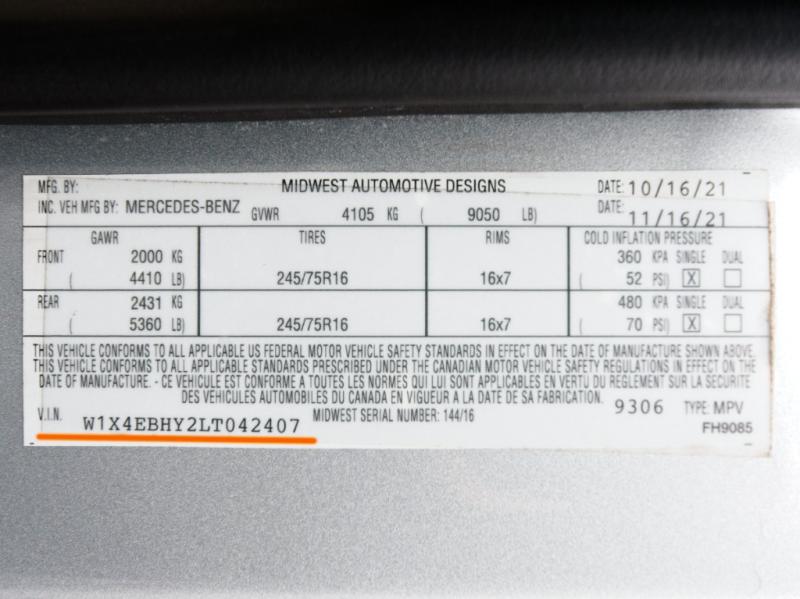 MFG. BY: MIDWEST AUTOMOTIVE DESIGNS DATE: 10/16/21
INC. VEH MFG BY: MERCEDES-BENZ GVWR 4105 KG ( 9050 LB) DATE: 11/16/21
GAWR TIRES RIMS COLD INFLATION PRESSURE
FRONT 2000 KG 360 KPA SINGLE DUAL
( 4410 LB) 245/75R16 16x7 ( 52 PSI) X
REAR 2431 KG 480 KPA SINGLE DUAL
( 5360 LB) 245/75R16 16x7 ( 70 PSI) X
THIS VEHICLE CONFORMS TO ALL APPLICABLE US FEDERAL MOTOR VEHICLE SAFETY STANDARDS IN EFFECT ON THE DATE OF MANUFACTURE SHOWN ABOVE.
THIS VEHICLE CONFORMS TO ALL APPLICABLE STANDARDS PRESCRIBED UNDER THE CANADIAN MOTOR VEHICLE SAFETY REGULATIONS IN EFFECT ON THE
DATE OF MANUFACTURE. - CE VEHICULE EST CONFORME A TOUTES LES NORMES QUI LUI SONT APPLICABLES EN VERTU DU REGLEMENT SUR LA SECURITE
DES VEHICULES AUTOMOBILES DU CANADA EN VIGUEUR A LA DATE DE SA FABRICATION.
V.I.N. W1X4EBHY2LT042407 MIDWEST SERIAL NUMBER: 144/16 9306 TYPE: MPV
FH9085